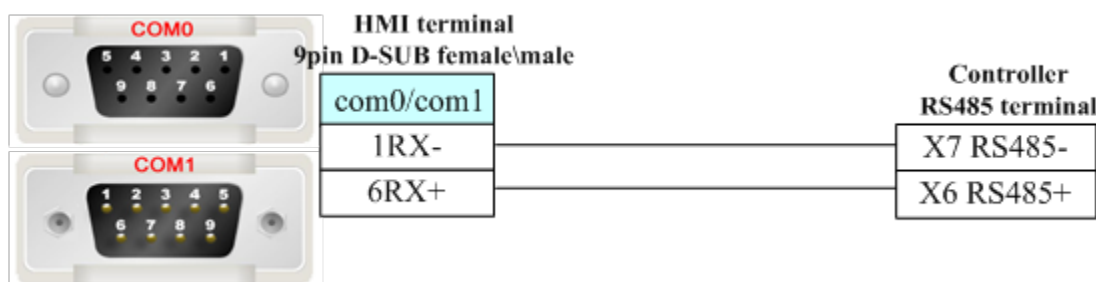 COM0
5 4 3 2 1
9 8 7 6
COM1
1 2 3 4 5
6 7 8 9
HMI terminal
9pin D-SUB female\male
com0/com1
1RX-
6RX+
Controller
RS485 terminal
X7 RS485-
X6 RS485+